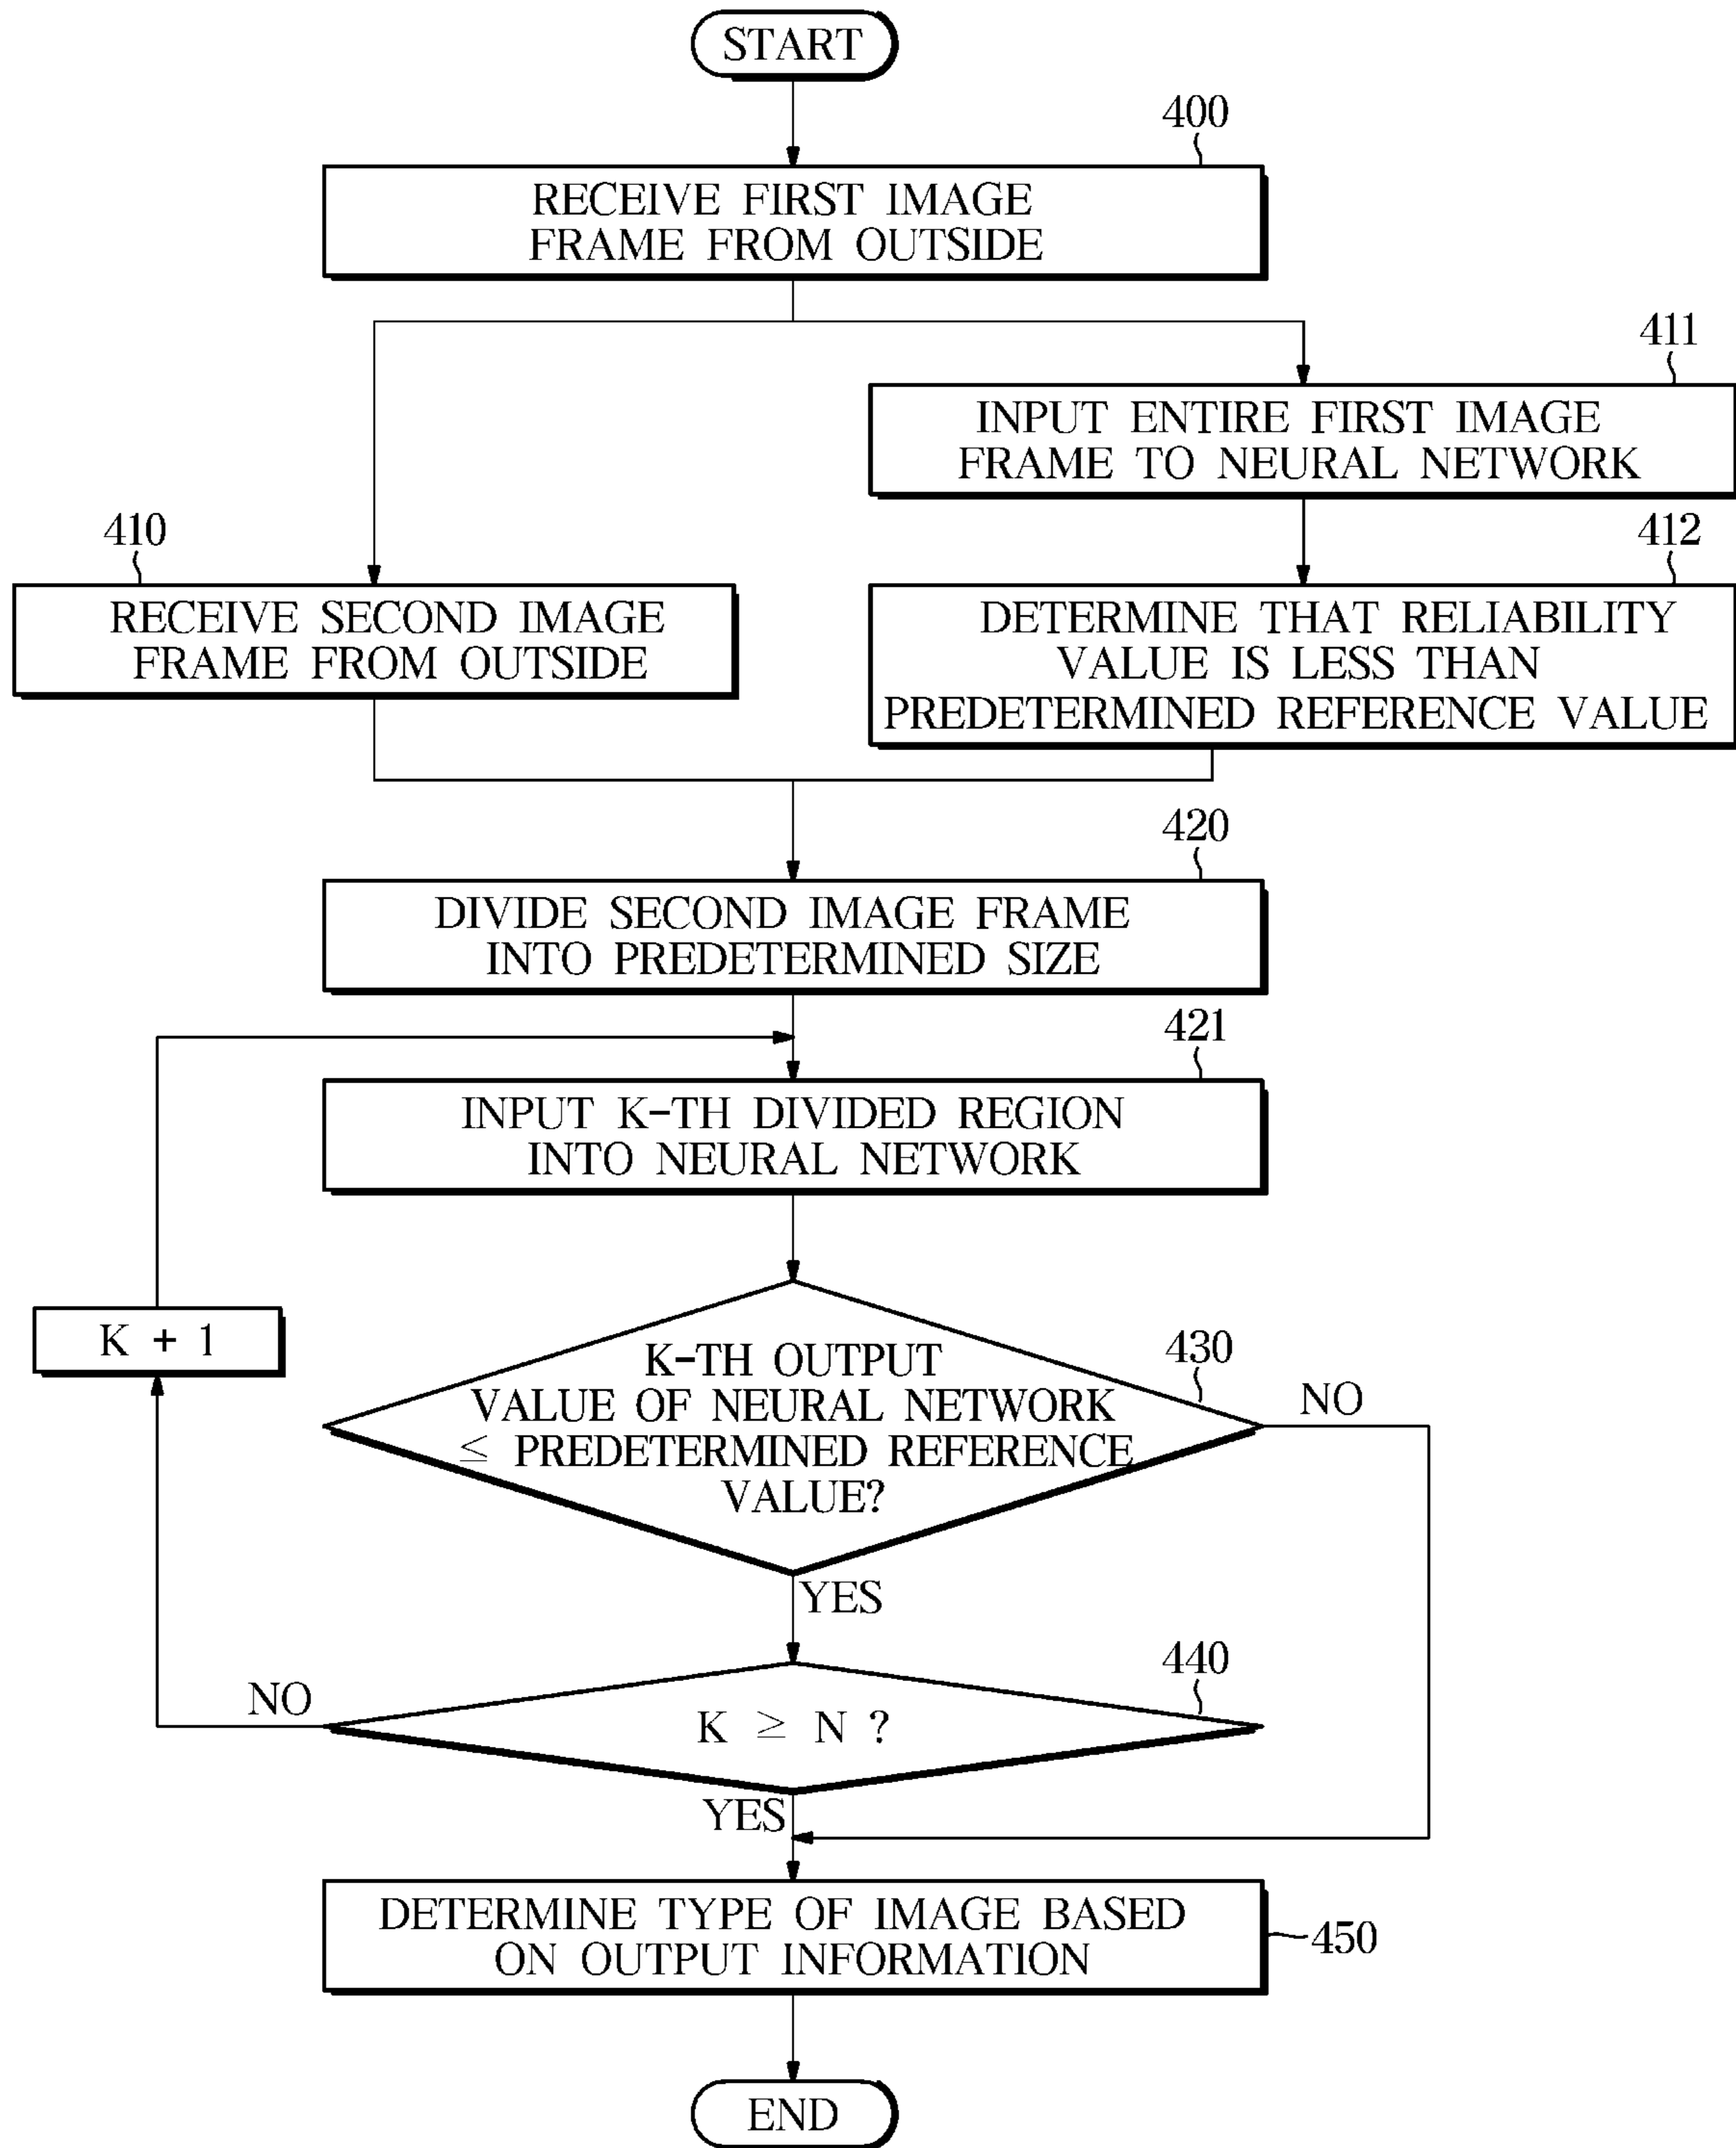 START
400
RECEIVE FIRST IMAGE
FRAME FROM OUTSIDE
411
INPUT ENTIRE FIRST IMAGE
FRAME TO NEURAL NETWORK
410
RECEIVE SECOND IMAGE
FRAME FROM OUTSIDE
412
DETERMINE THAT RELIABILITY
VALUE IS LESS THAN
PREDETERMINED REFERENCE VALUE
420
DIVIDE SECOND IMAGE FRAME
INTO PREDETERMINED SIZE
421
INPUT K-TH DIVIDED REGION
INTO NEURAL NETWORK
K + 1
430
K-TH OUTPUT
VALUE OF NEURAL NETWORK
≤ PREDETERMINED REFERENCE
VALUE?
NO
YES
440
NO
K ≥ N ?
YES
DETERMINE TYPE OF IMAGE BASED
ON OUTPUT INFORMATION
450
END